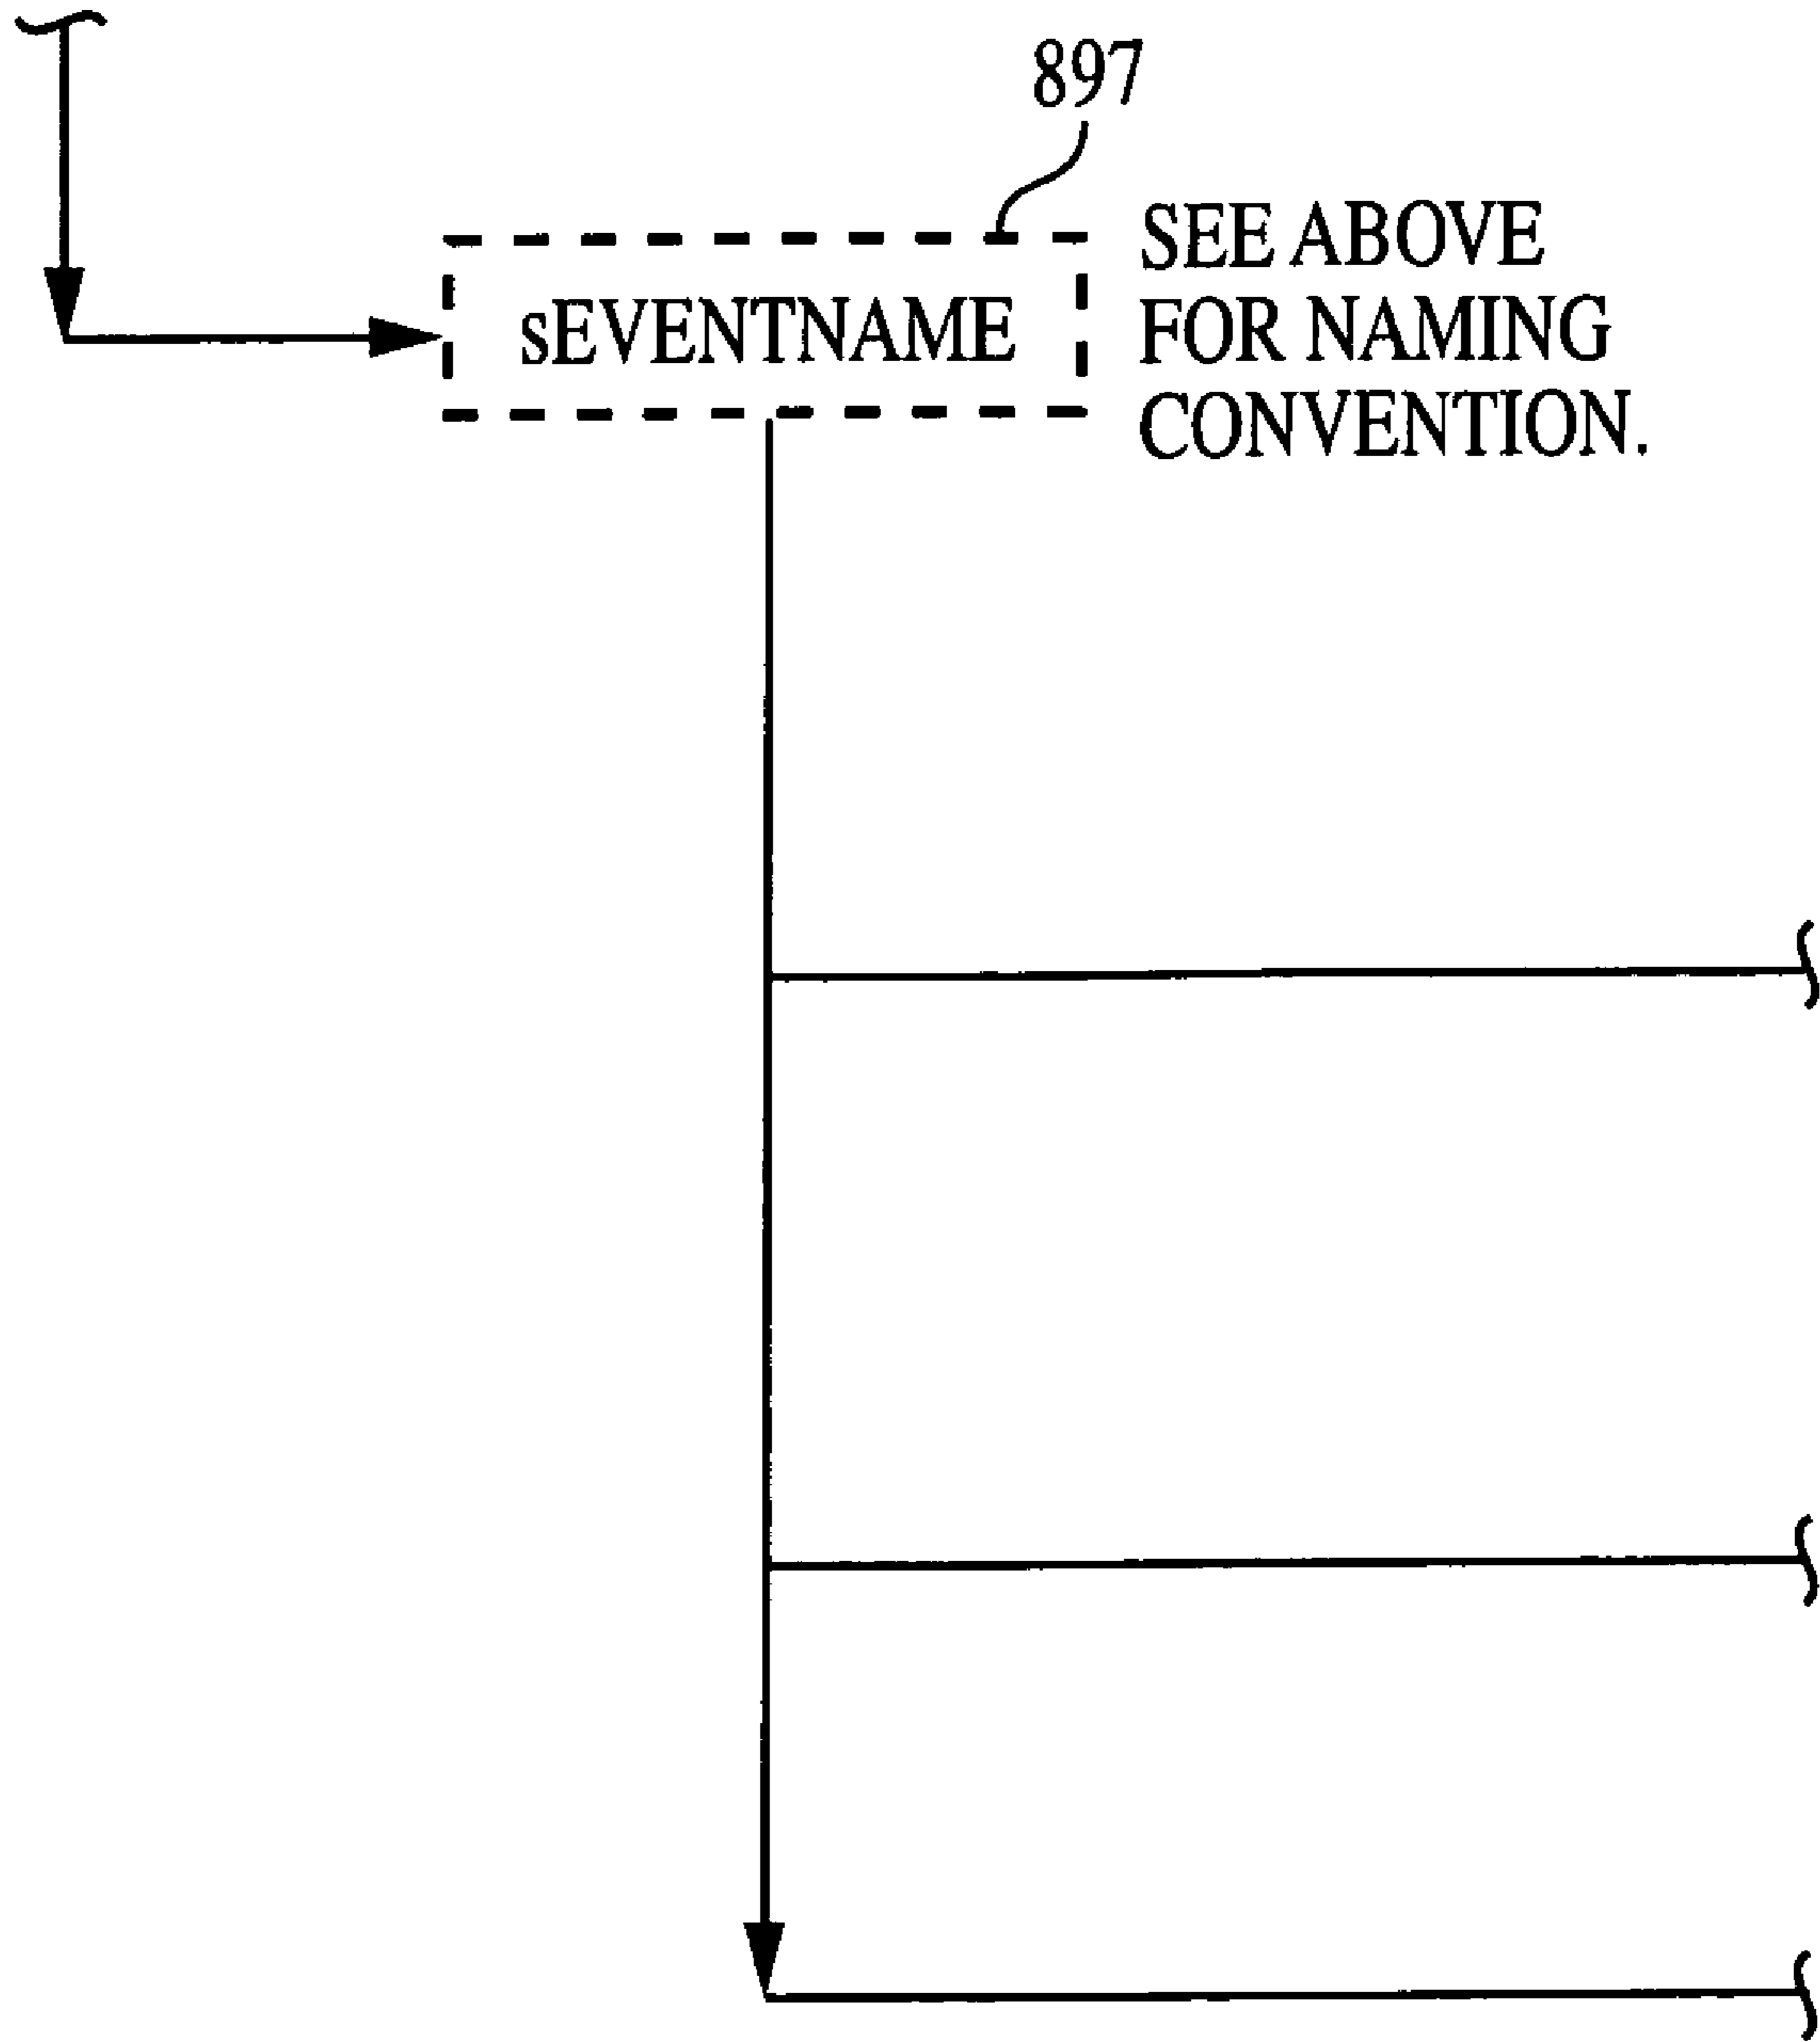 897
sEVENTNAME
SEE ABOVE
FOR NAMING
CONVENTION.